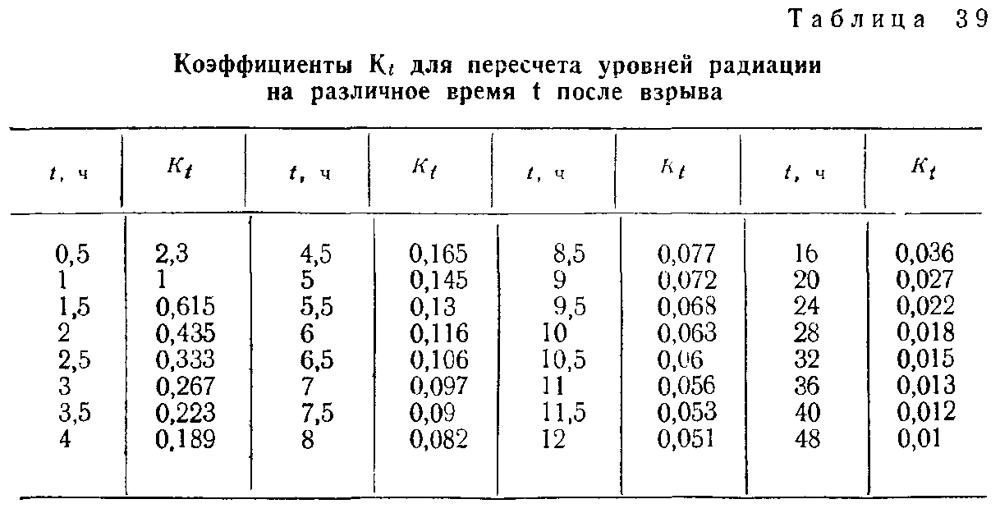 Таблица 39
Коэффициенты Kt для пересчета уровней радиации
на различное время t после взрыва
t, ч Kt t, ч Kt t, ч Kt t, ч Kt
0,5 2,3 4,5 0,165 8,5 0,077 16 0,036
1 1 5 0,145 9 0,072 20 0,027
1,5 0,615 5,5 0,13 9,5 0,068 24 0,022
2 0,435 6 0,116 10 0,063 28 0,018
2,5 0,333 6,5 0,106 10,5 0,06 32 0,015
3 0,267 7 0,097 11 0,056 36 0,013
3,5 0,223 7,5 0,09 11,5 0,053 40 0,012
4 0,189 8 0,082 12 0,051 48 0,01